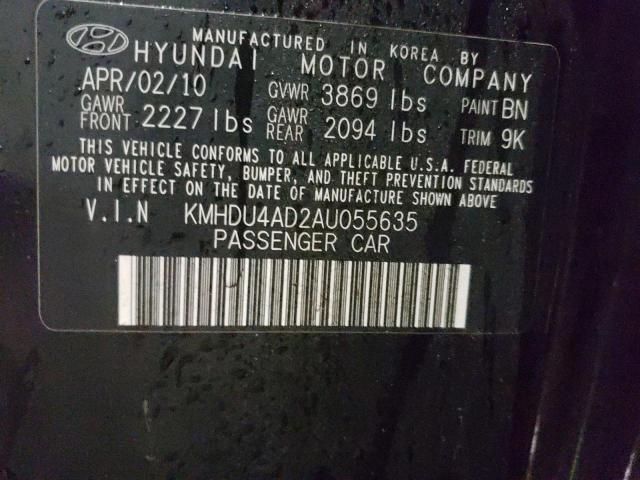 MANUFACTURED IN KOREA BY
HYUNDAI MOTOR COMPANY
APR/02/10 GVWR 3869 lbs PAINT BN
GAWR FRONT 2227 lbs GAWR REAR 2094 lbs TRIM 9K
THIS VEHICLE CONFORMS TO ALL APPLICABLE U.S.A. FEDERAL
MOTOR VEHICLE SAFETY, BUMPER, AND THEFT PREVENTION STANDARDS
IN EFFECT ON THE DATE OF MANUFACTURE SHOWN ABOVE
V.I.N KMHDU4AD2AU055635
PASSENGER CAR